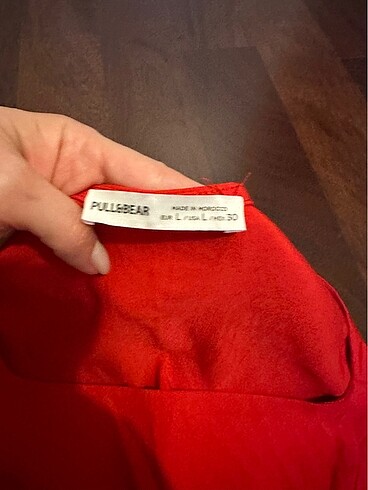 PULL&BEAR
MADE IN MOROCCO
EUR L / USA L / MEX 30